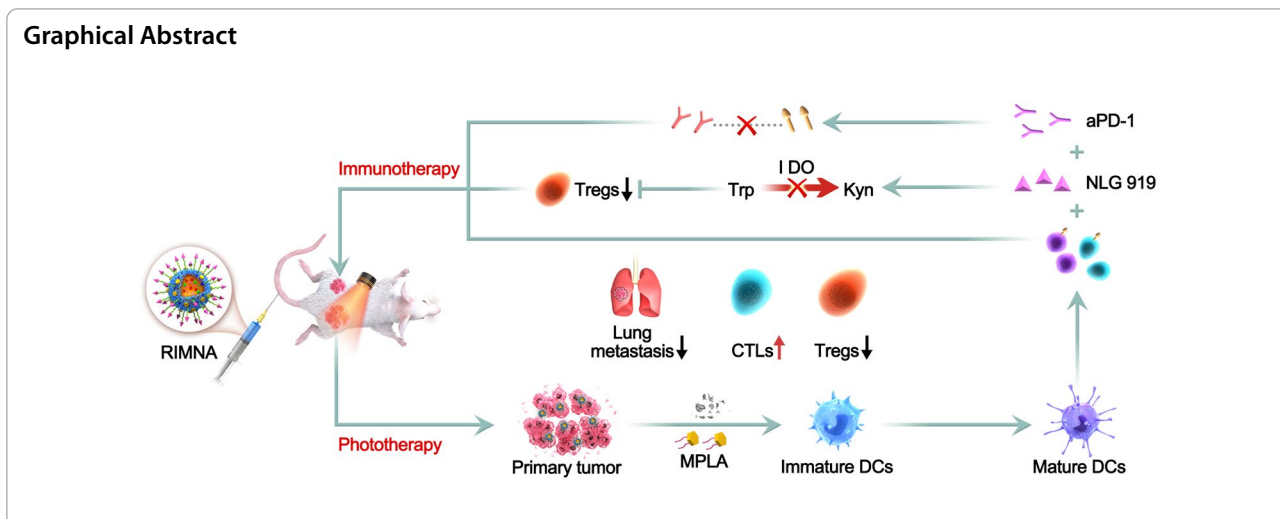 Graphical Abstract
aPD-1
+
Immunotherapy
I DO
Tregs
Trp
Kyn
NLG 919
+
RIMNA
Lung
metastasis
CTLs
Tregs
Phototherapy
Primary tumor
MPLA
Immature DCs
Mature DCs